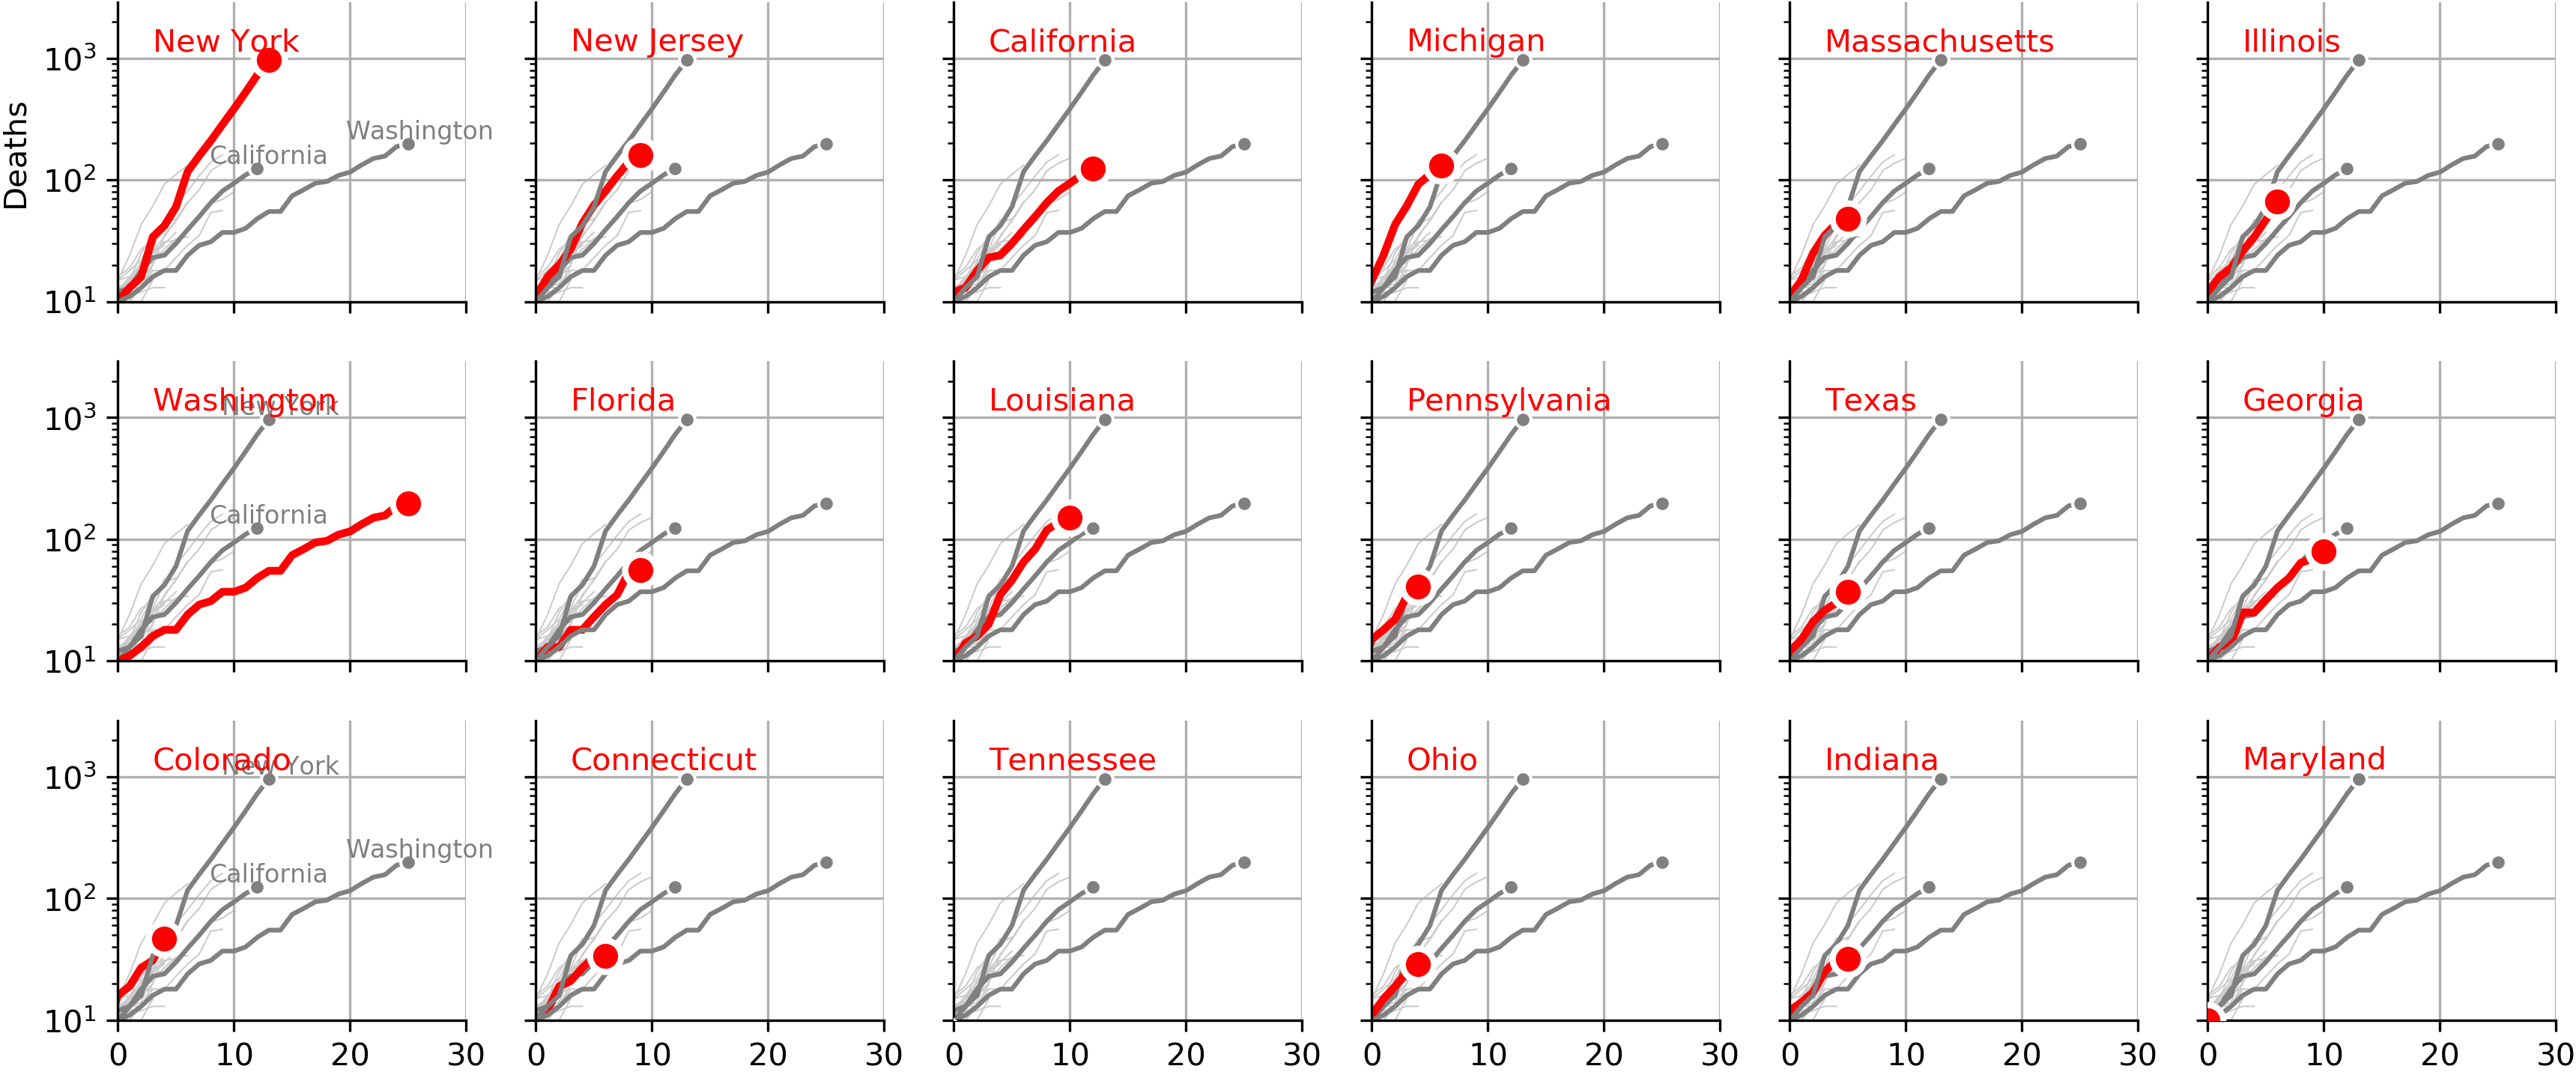 New York
New Jersey
California
Michigan
Massachusetts
Illinois
10³
10²
10¹
Deaths
California
Washington
Washington
New York
Florida
Louisiana
Pennsylvania
Texas
Georgia
10³
10²
10¹
California
Colorado
New York
Connecticut
Tennessee
Ohio
Indiana
Maryland
10³
10²
10¹
California
Washington
0 10 20 30
0 10 20 30
0 10 20 30
0 10 20 30
0 10 20 30
0 10 20 30